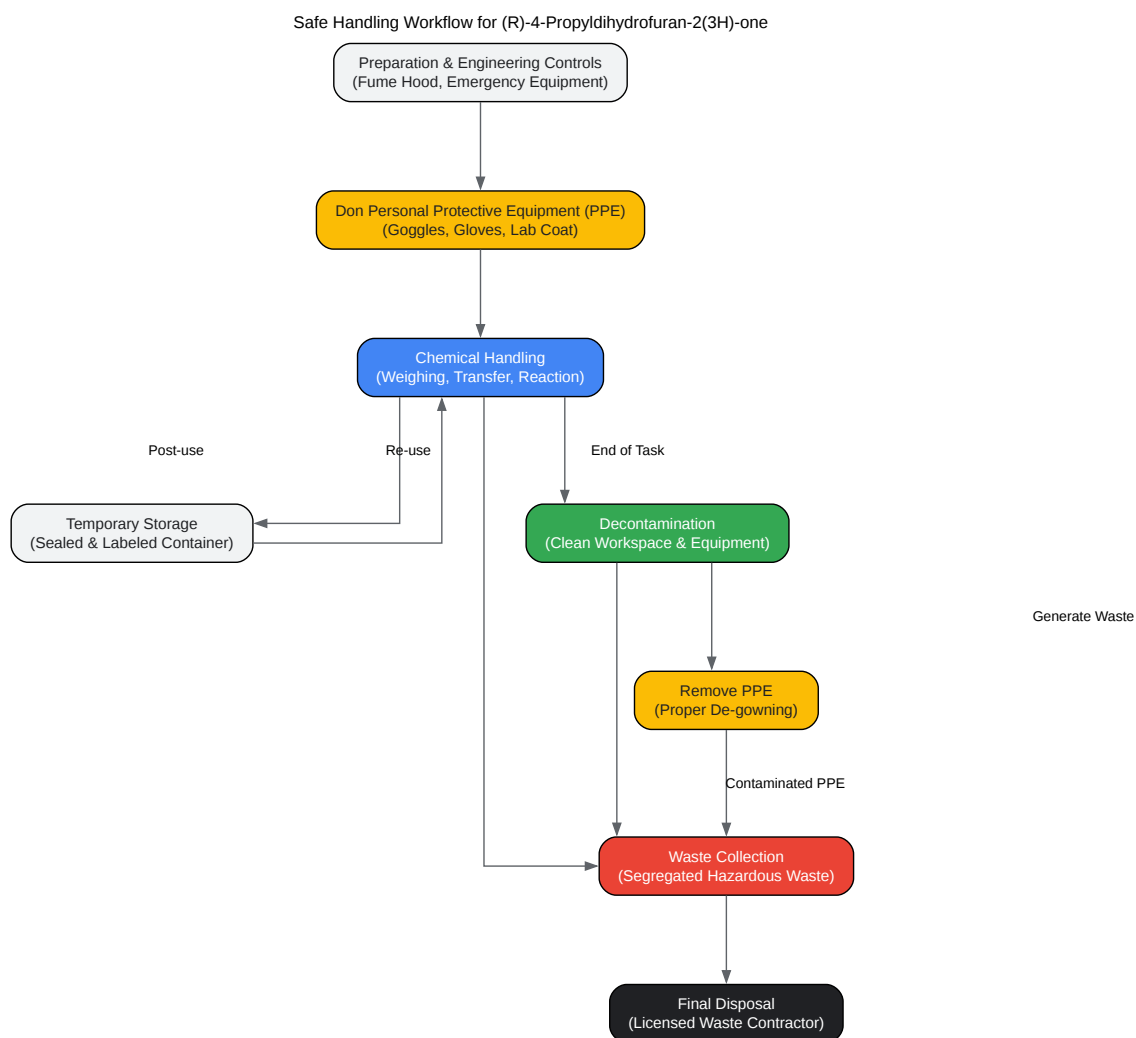 Safe Handling Workflow for (R)-4-Propyldihydrofuran-2(3H)-one
Preparation & Engineering Controls
(Fume Hood, Emergency Equipment)
Don Personal Protective Equipment (PPE)
(Goggles, Gloves, Lab Coat)
Chemical Handling
(Weighing, Transfer, Reaction)
Post-use
Re-use
End of Task
Temporary Storage
(Sealed & Labeled Container)
Decontamination
(Clean Workspace & Equipment)
Generate Waste
Remove PPE
(Proper De-gowning)
Contaminated PPE
Waste Collection
(Segregated Hazardous Waste)
Final Disposal
(Licensed Waste Contractor)